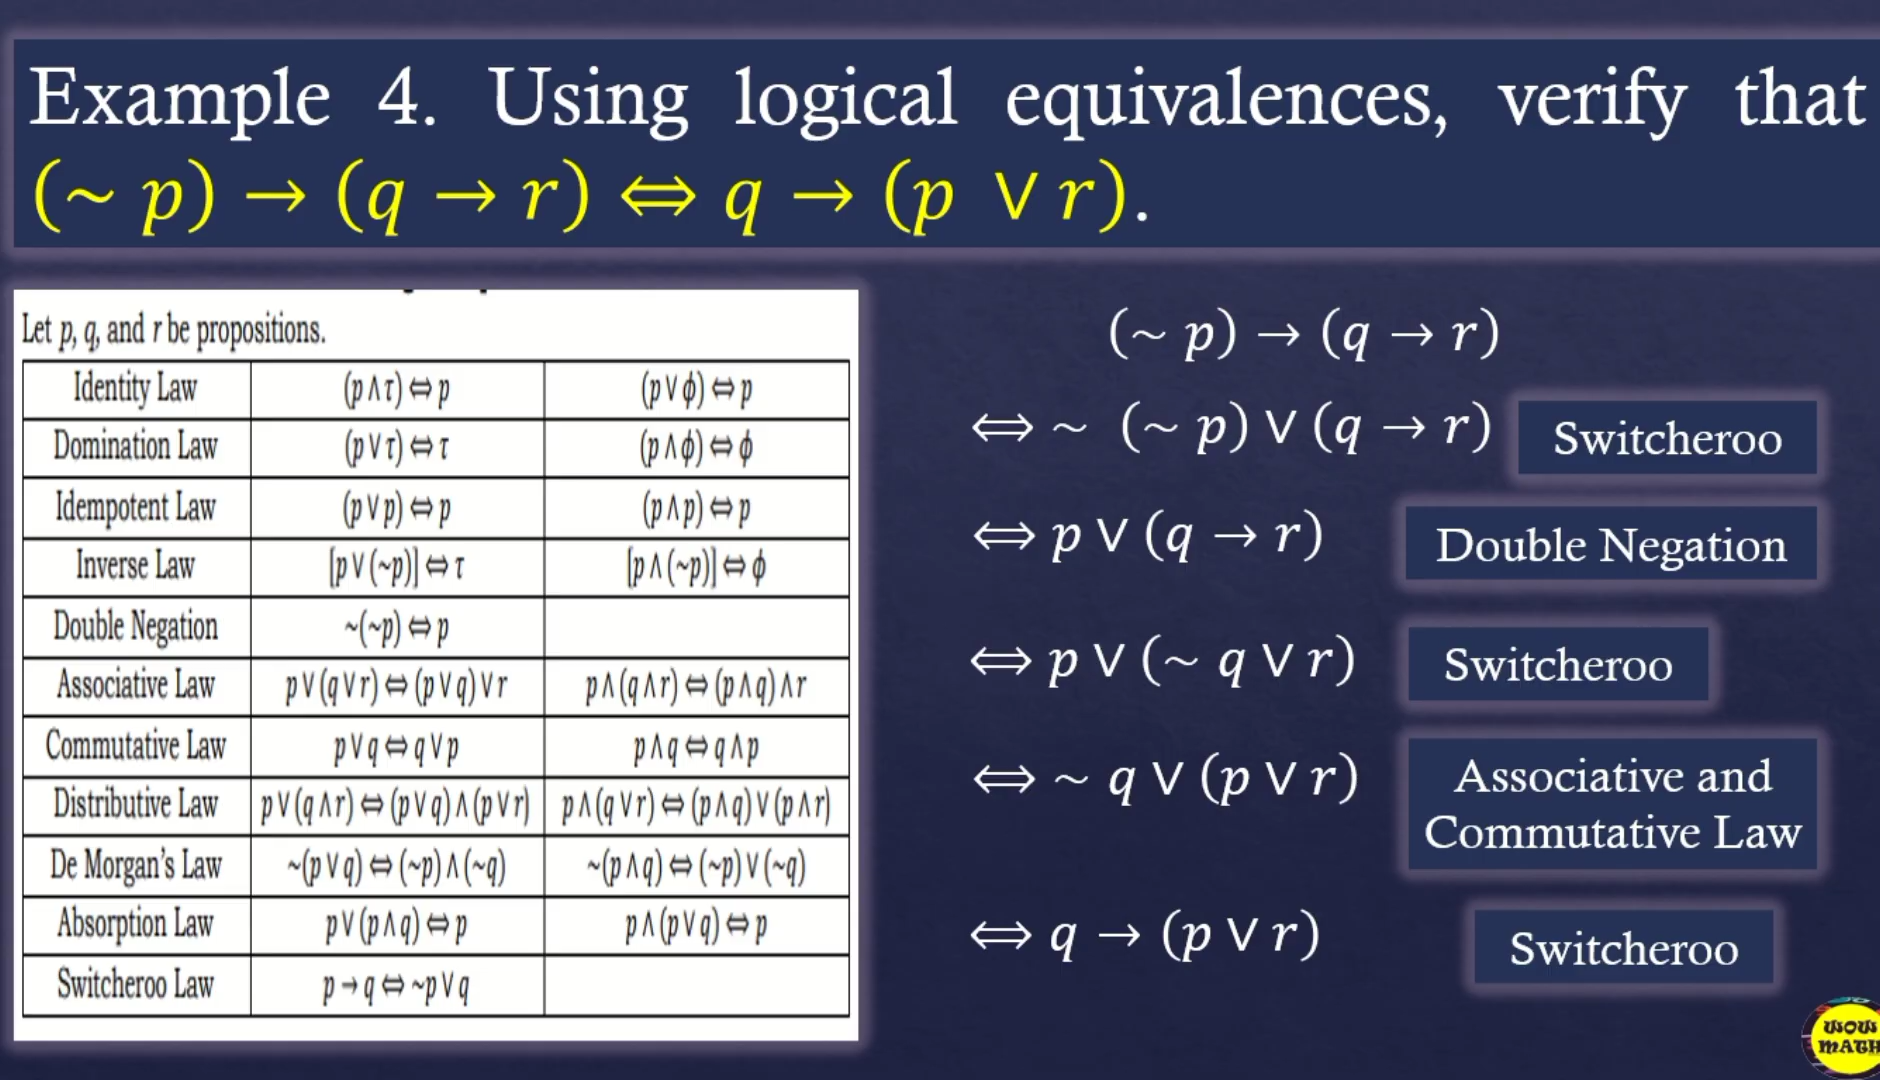 Example 4. Using logical equivalences, verify that
(~ p) → (q → r) ⟺ q → (p ∨ r).
Let p, q, and r be propositions.
Identity Law (p ∧ τ) ⇔ p (p ∨ ϕ) ⇔ p
Domination Law (p ∨ τ) ⇔ τ (p ∧ ϕ) ⇔ ϕ
Idempotent Law (p ∨ p) ⇔ p (p ∧ p) ⇔ p
Inverse Law [p ∨ (~p)] ⇔ τ [p ∧ (~p)] ⇔ ϕ
Double Negation ~(~p) ⇔ p
Associative Law p ∨ (q ∨ r) ⇔ (p ∨ q) ∨ r p ∧ (q ∧ r) ⇔ (p ∧ q) ∧ r
Commutative Law p ∨ q ⇔ q ∨ p p ∧ q ⇔ q ∧ p
Distributive Law p ∨ (q ∧ r) ⇔ (p ∨ q) ∧ (p ∨ r) p ∧ (q ∨ r) ⇔ (p ∧ q) ∨ (p ∧ r)
De Morgan's Law ~(p ∨ q) ⇔ (~p) ∧ (~q) ~(p ∧ q) ⇔ (~p) ∨ (~q)
Absorption Law p ∨ (p ∧ q) ⇔ p p ∧ (p ∨ q) ⇔ p
Switcheroo Law p → q ⇔ ~p ∨ q
(~ p) → (q → r)
⟺ ~ (~ p) ∨ (q → r) Switcheroo
⟺ p ∨ (q → r) Double Negation
⟺ p ∨ (~ q ∨ r) Switcheroo
⟺ ~ q ∨ (p ∨ r) Associative and
Commutative Law
⟺ q → (p ∨ r) Switcheroo
WOW
MATH